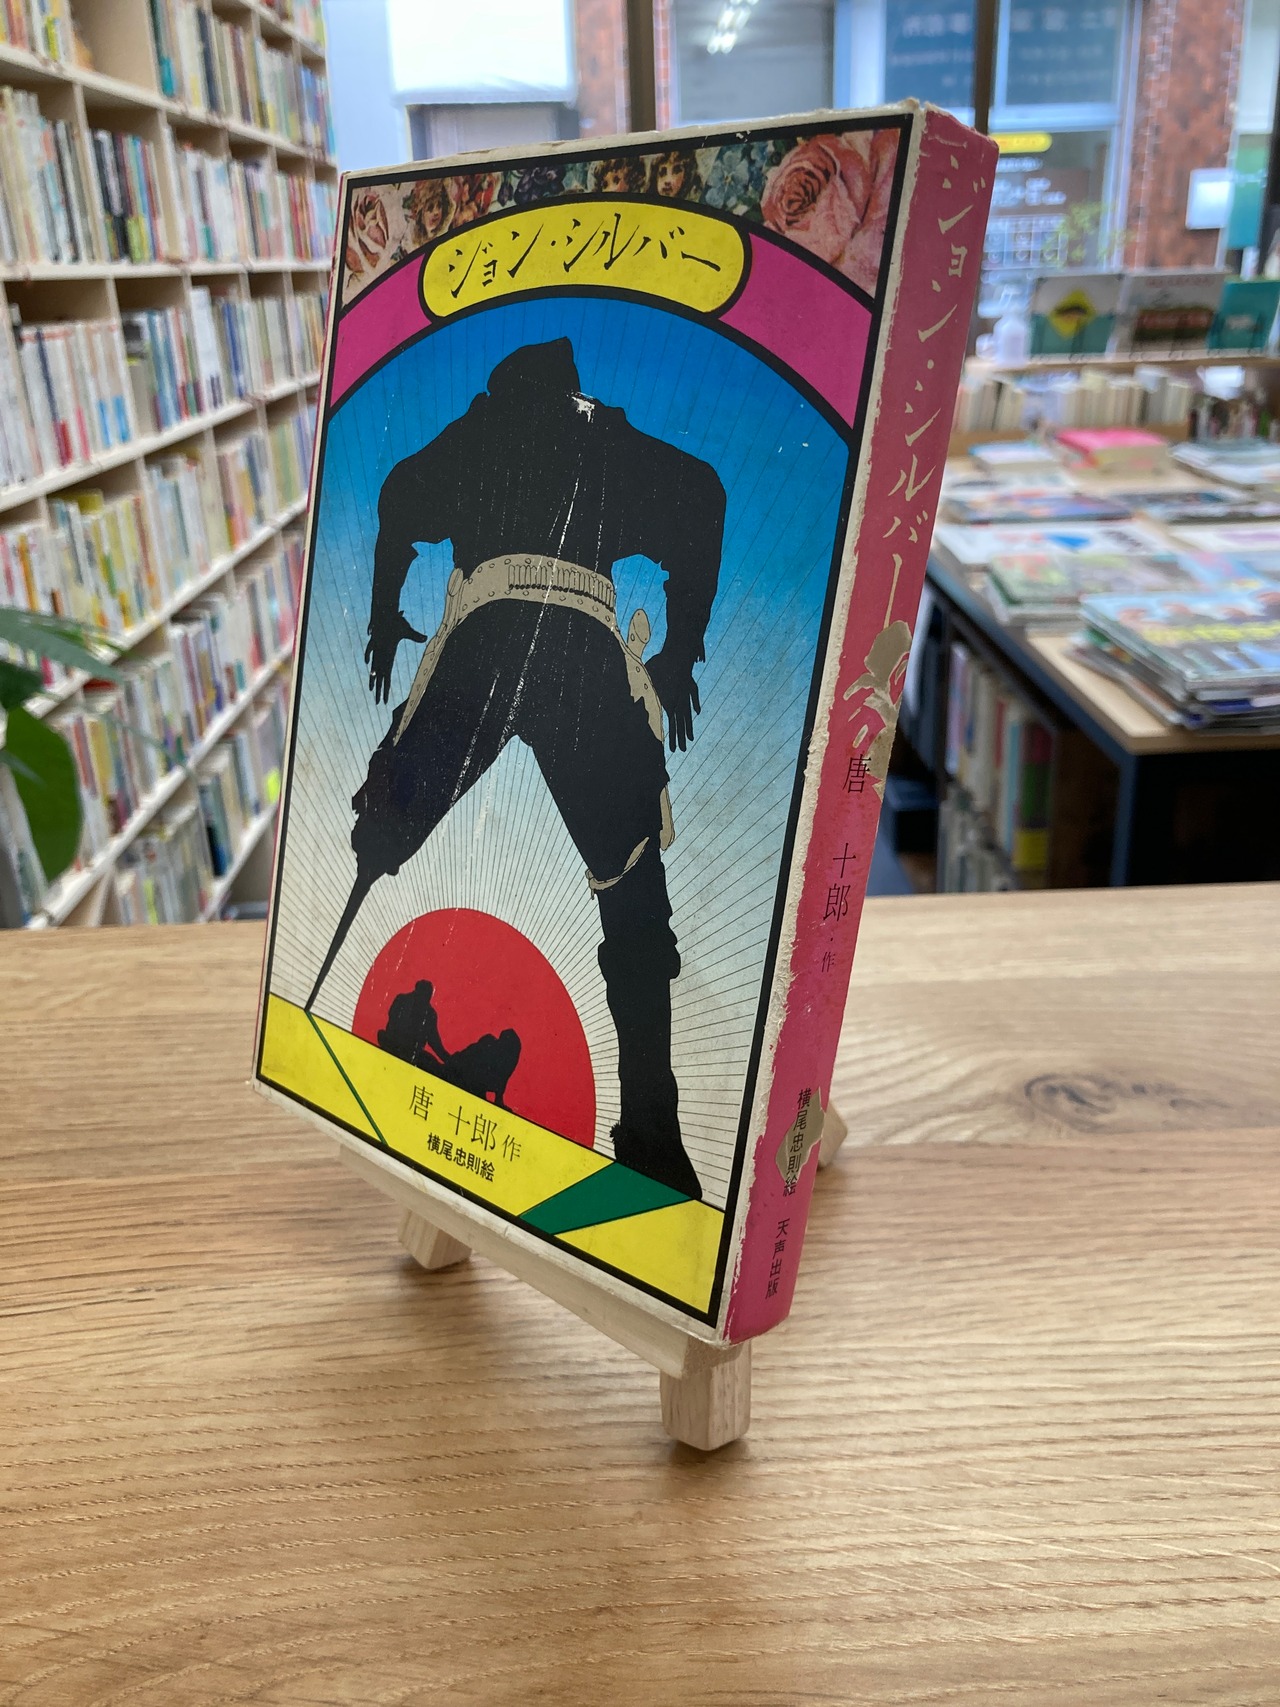 ジョン・シルバー
唐 十郎 作
横尾忠則絵
ジョン・シルバー
唐 十郎・作
横尾忠則絵
天声出版